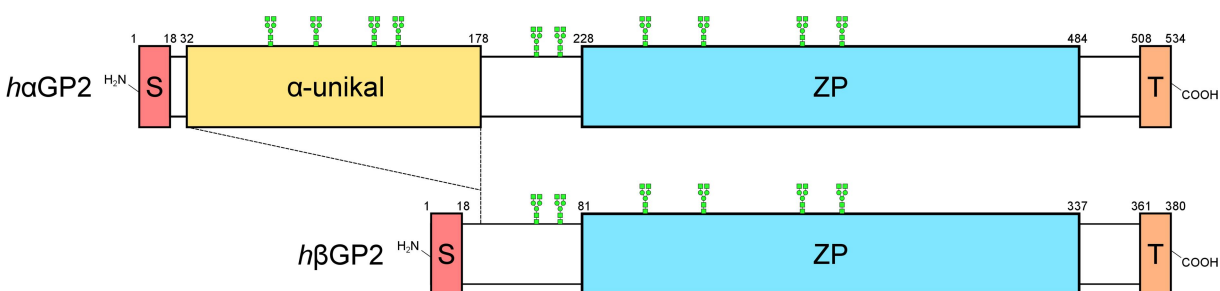 1 18 32 178 228 484 508 534
hαGP2 H₂N S α-unikal ZP T COOH
1 18 81 337 361 380
hβGP2 H₂N S ZP T COOH